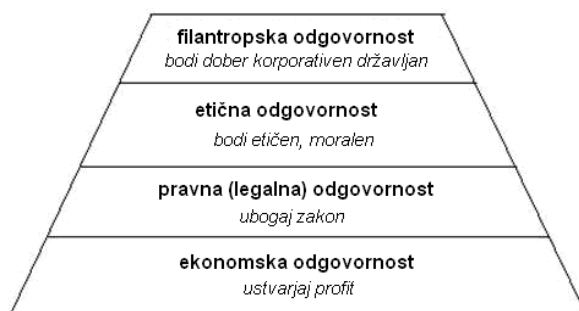 filantropska odgovornost
bodi dober korporativen državljan
etična odgovornost
bodi etičen, moralen
pravna (legalna) odgovornost
ubogaj zakon
ekonomska odgovornost
ustvarjaj profit